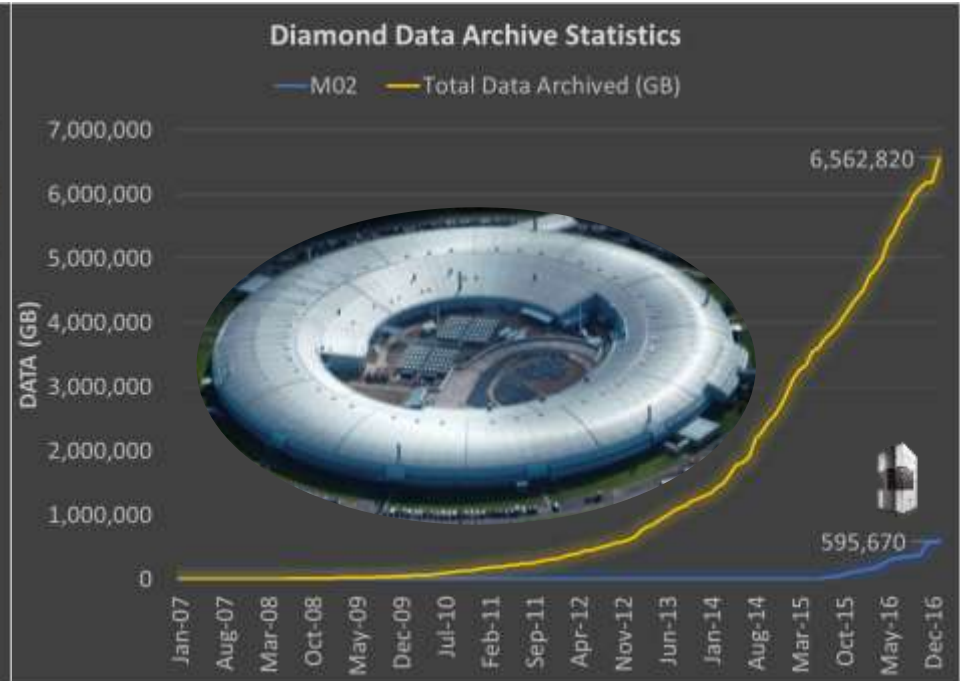 Diamond Data Archive Statistics
M02 Total Data Archived (GB)
DATA (GB)
7,000,000
6,562,820
6,000,000
5,000,000
4,000,000
3,000,000
2,000,000
1,000,000
595,670
0
Jan-07 Aug-07 Mar-08 Oct-08 May-09 Dec-09 Jul-10 Feb-11 Sep-11 Apr-12 Nov-12 Jun-13 Jan-14 Aug-14 Mar-15 Oct-15 May-16 Dec-16